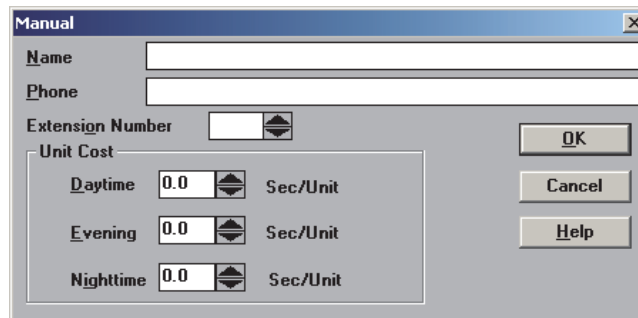 Manual
Name
Phone
Extension Number
OK
Unit Cost
Daytime 0.0 Sec/Unit
Cancel
Evening 0.0 Sec/Unit
Help
Nighttime 0.0 Sec/Unit